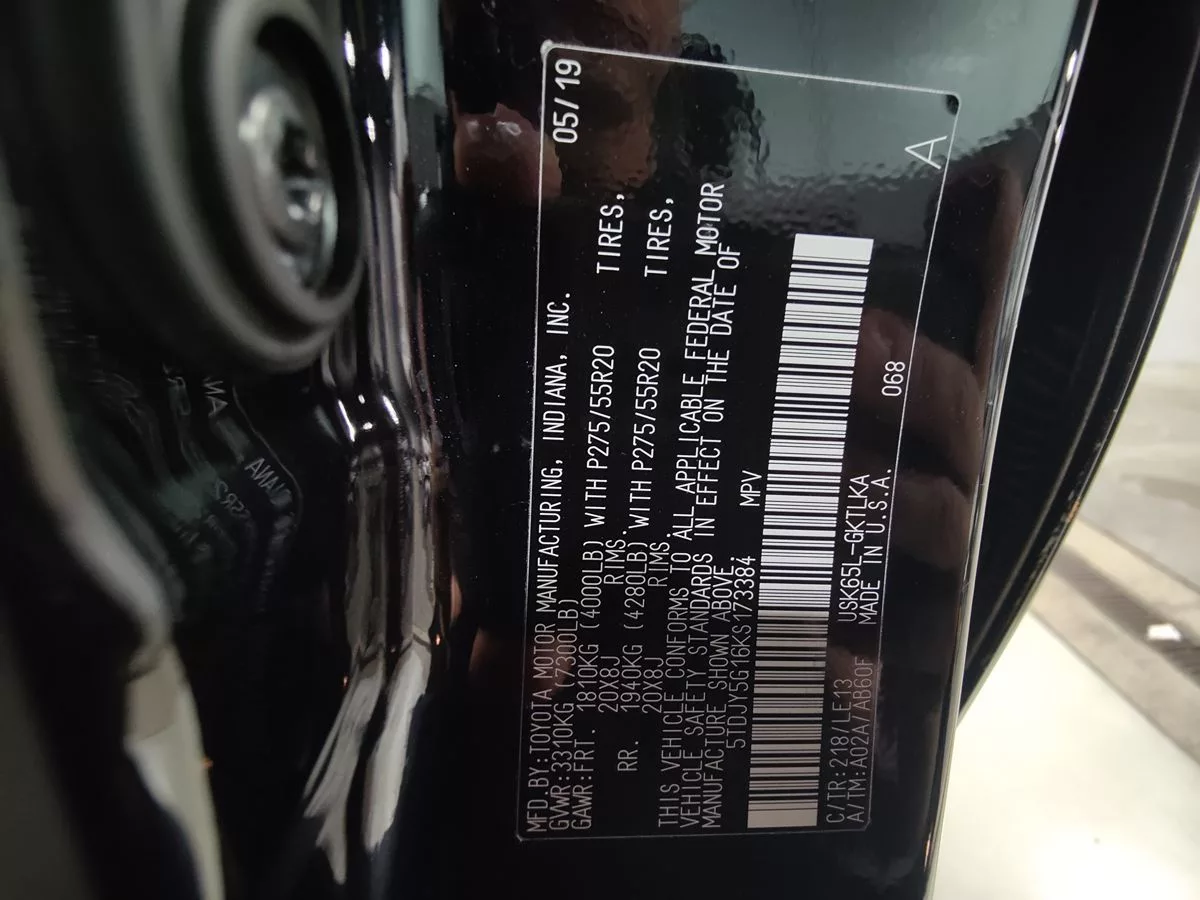 MFD.BY:TOYOTA MOTOR MANUFACTURING, INDIANA, INC. 05/19
GVWR:3310KG (7300LB)
GAWR:FRT. 1810KG (4000LB) WITH P275/55R20 TIRES,
20X8J RIMS.
RR. 1940KG (4280LB) WITH P275/55R20 TIRES,
20X8J RIMS.
THIS VEHICLE CONFORMS TO ALL APPLICABLE FEDERAL MOTOR
VEHICLE SAFETY STANDARDS IN EFFECT ON THE DATE OF
MANUFACTURE SHOWN ABOVE.
5TDJY5G16KS173384 MPV
C/TR:218/LE13 USK65L-GKTLKA
A/TM:A02A/AB60F MADE IN U.S.A. 068
A